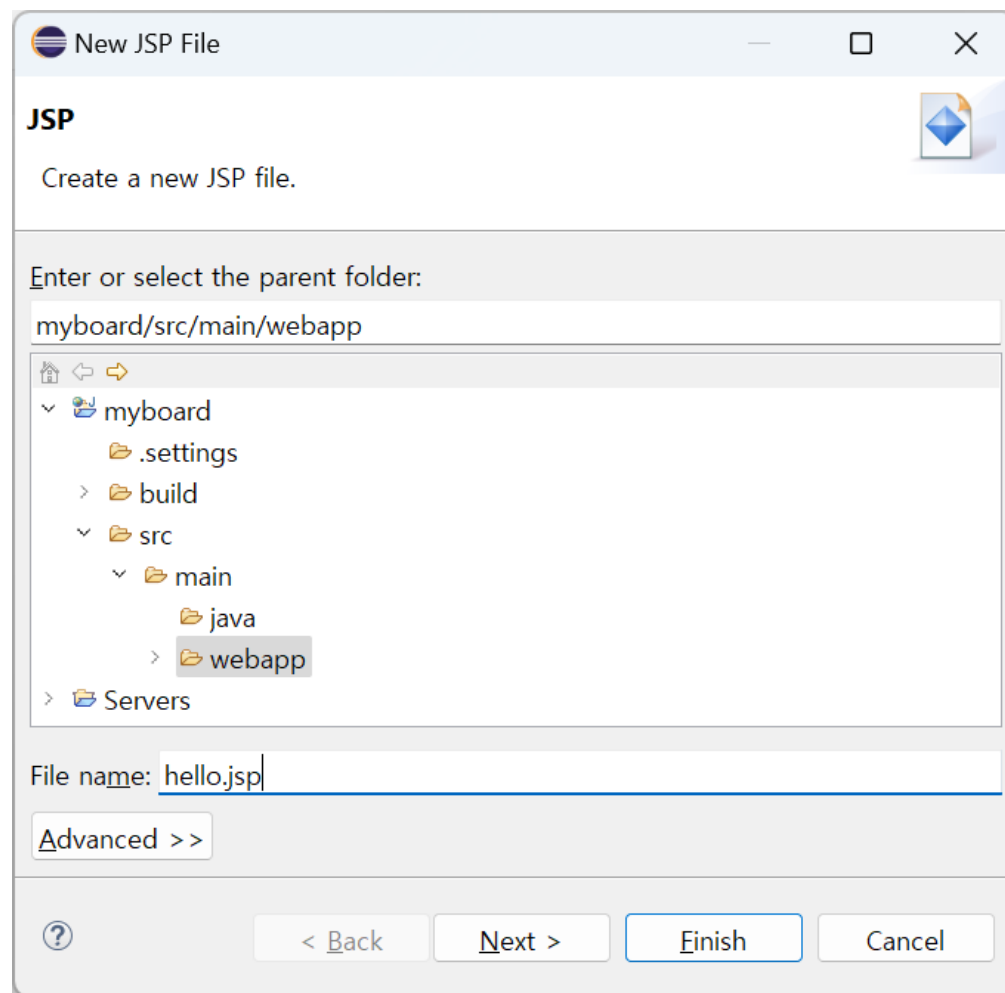 New JSP File
JSP
Create a new JSP file.
Enter or select the parent folder:
myboard/src/main/webapp
myboard
.settings
build
src
main
java
webapp
Servers
File name: hello.jsp
Advanced >>
? < Back Next > Finish Cancel